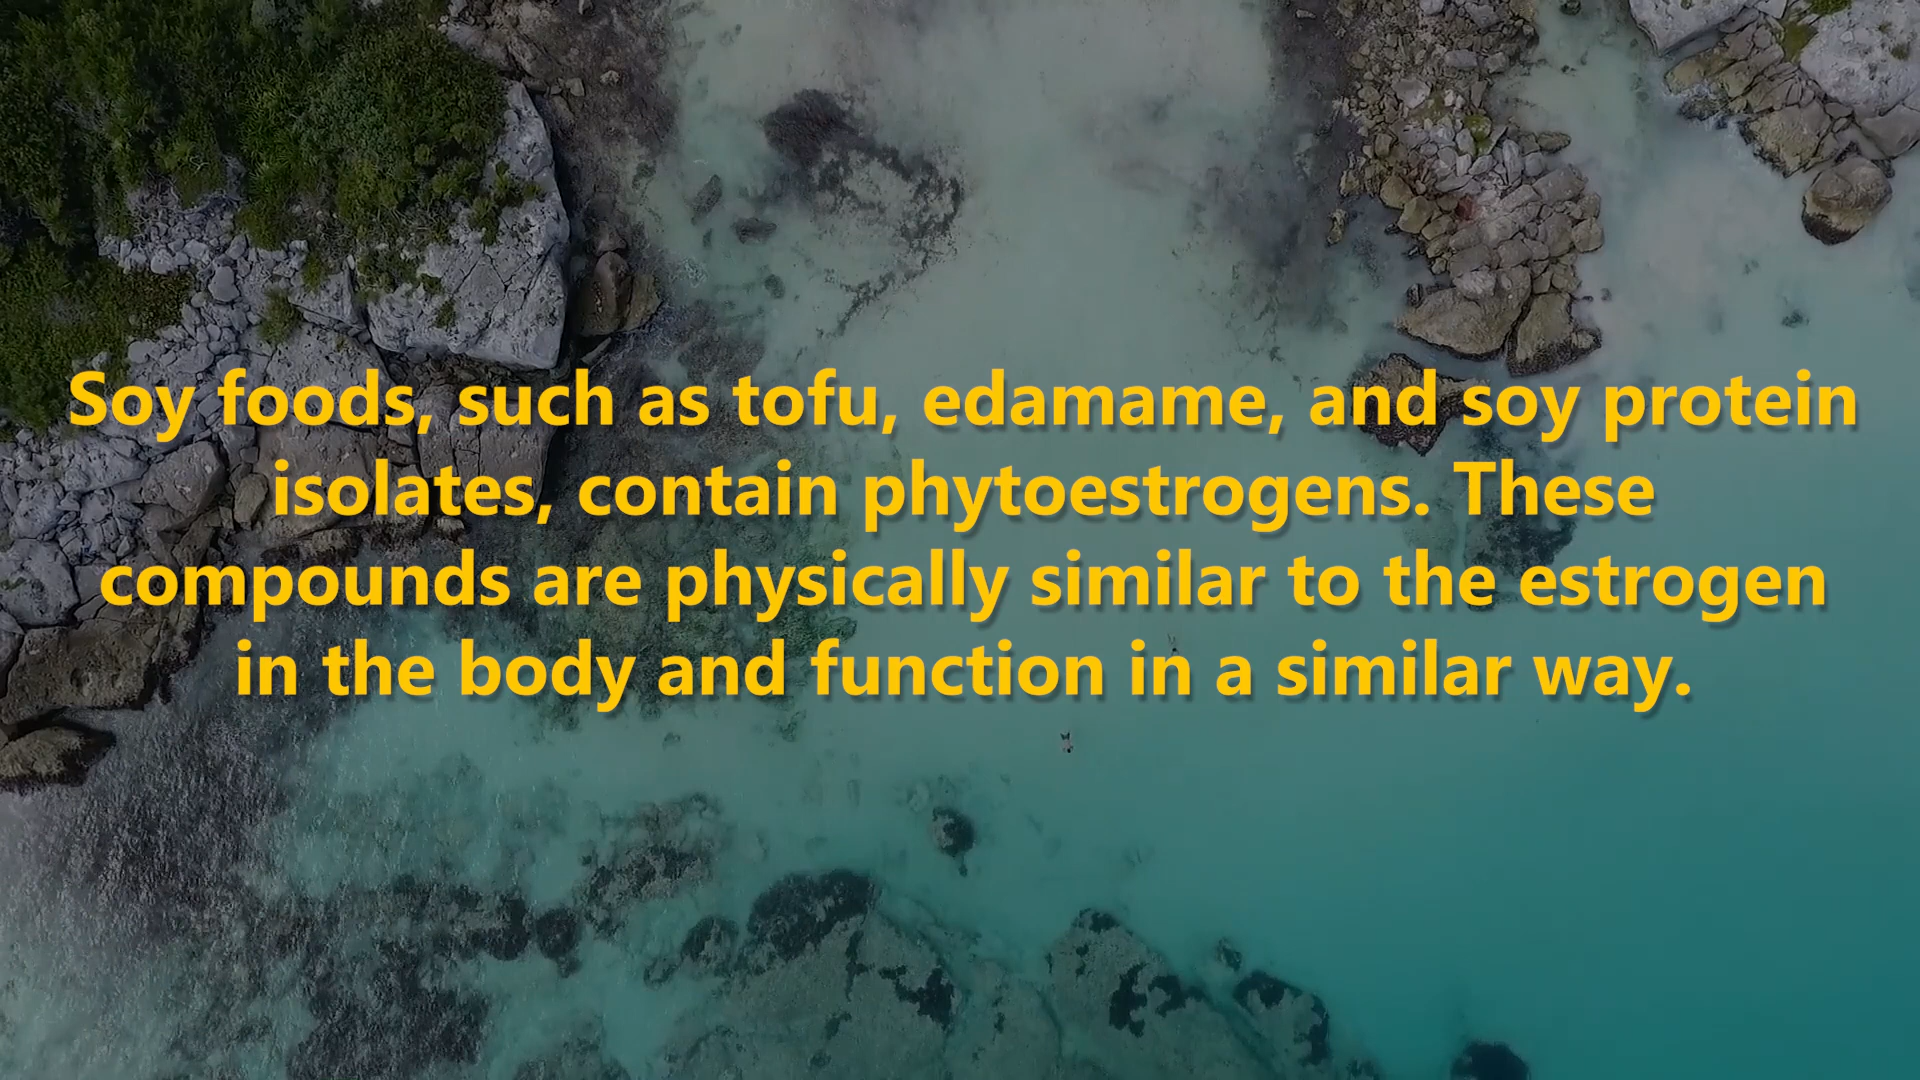 Soy foods, such as tofu, edamame, and soy protein
isolates, contain phytoestrogens. These
compounds are physically similar to the estrogen
in the body and function in a similar way.